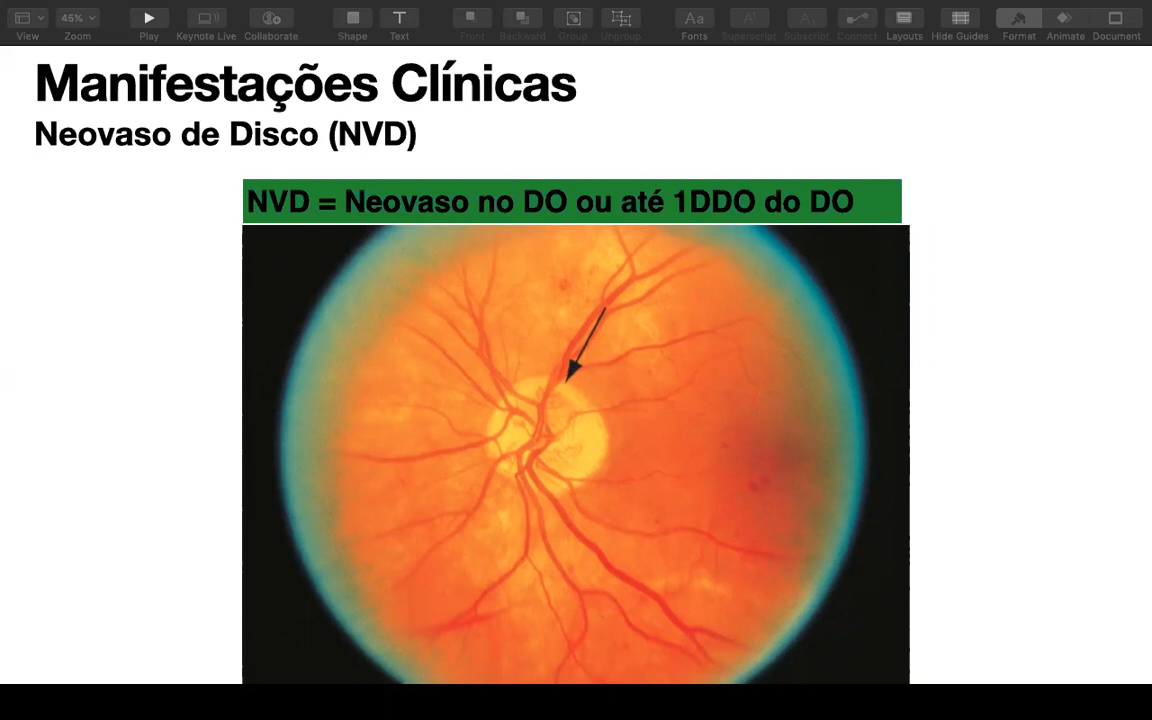 View
45%
Zoom
Play
Keynote Live
Collaborate
Shape
T
Text
Front
Backward
Group
Ungroup
Aa
Fonts
Superscript
Subscript
Connect
Layouts
Hide Guides
Format
Animate
Document
Manifestações Clínicas
Neovaso de Disco (NVD)
NVD = Neovaso no DO ou até 1DDO do DO